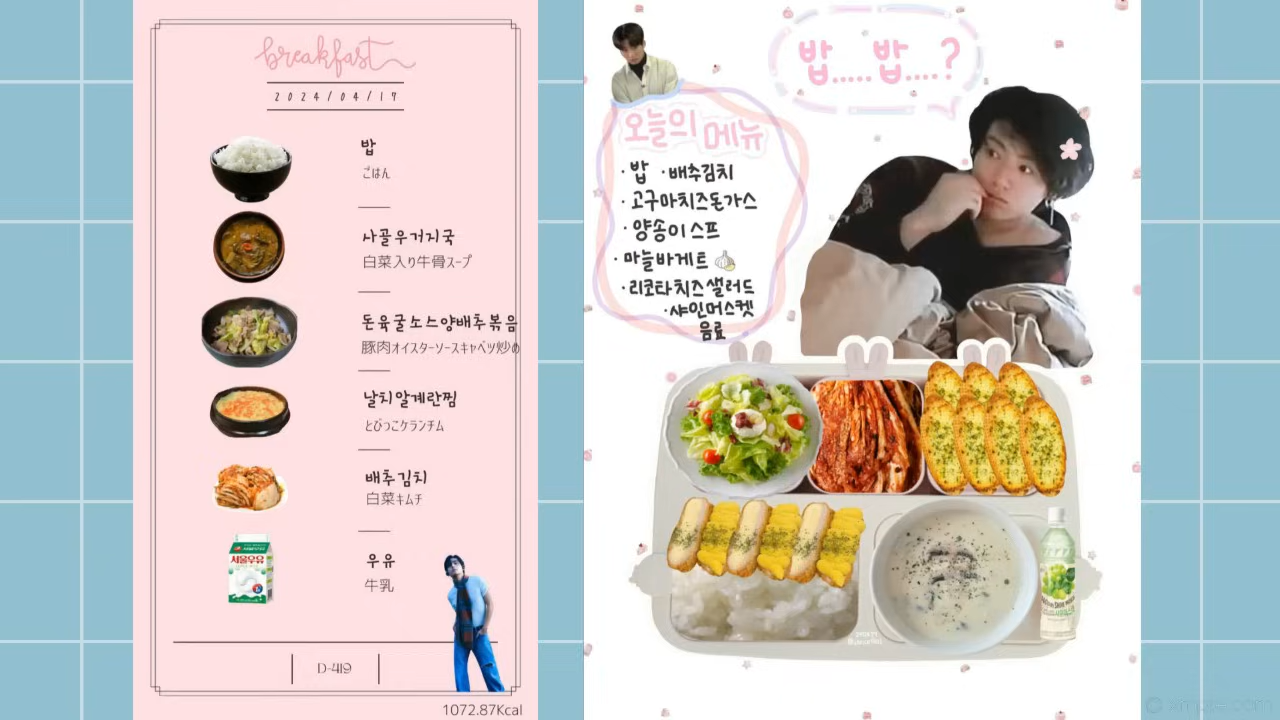 breakfast
2024/04/17
밥
ごはん
사골우거지국
白菜入り牛骨スープ
돈육굴소스양배추볶음
豚肉オイスターソースキャベツ炒め
날치알계란찜
とびっこケランチム
배추김치
白菜キムチ
서울우유
우유
牛乳
D-419
1072.87Kcal
밥.....밥....?
오늘의 메뉴
·밥 ·배추김치
·고구마치즈돈가스
·양송이 스프
·마늘바게트
·리코타치즈샐러드
·샤인머스켓
음료